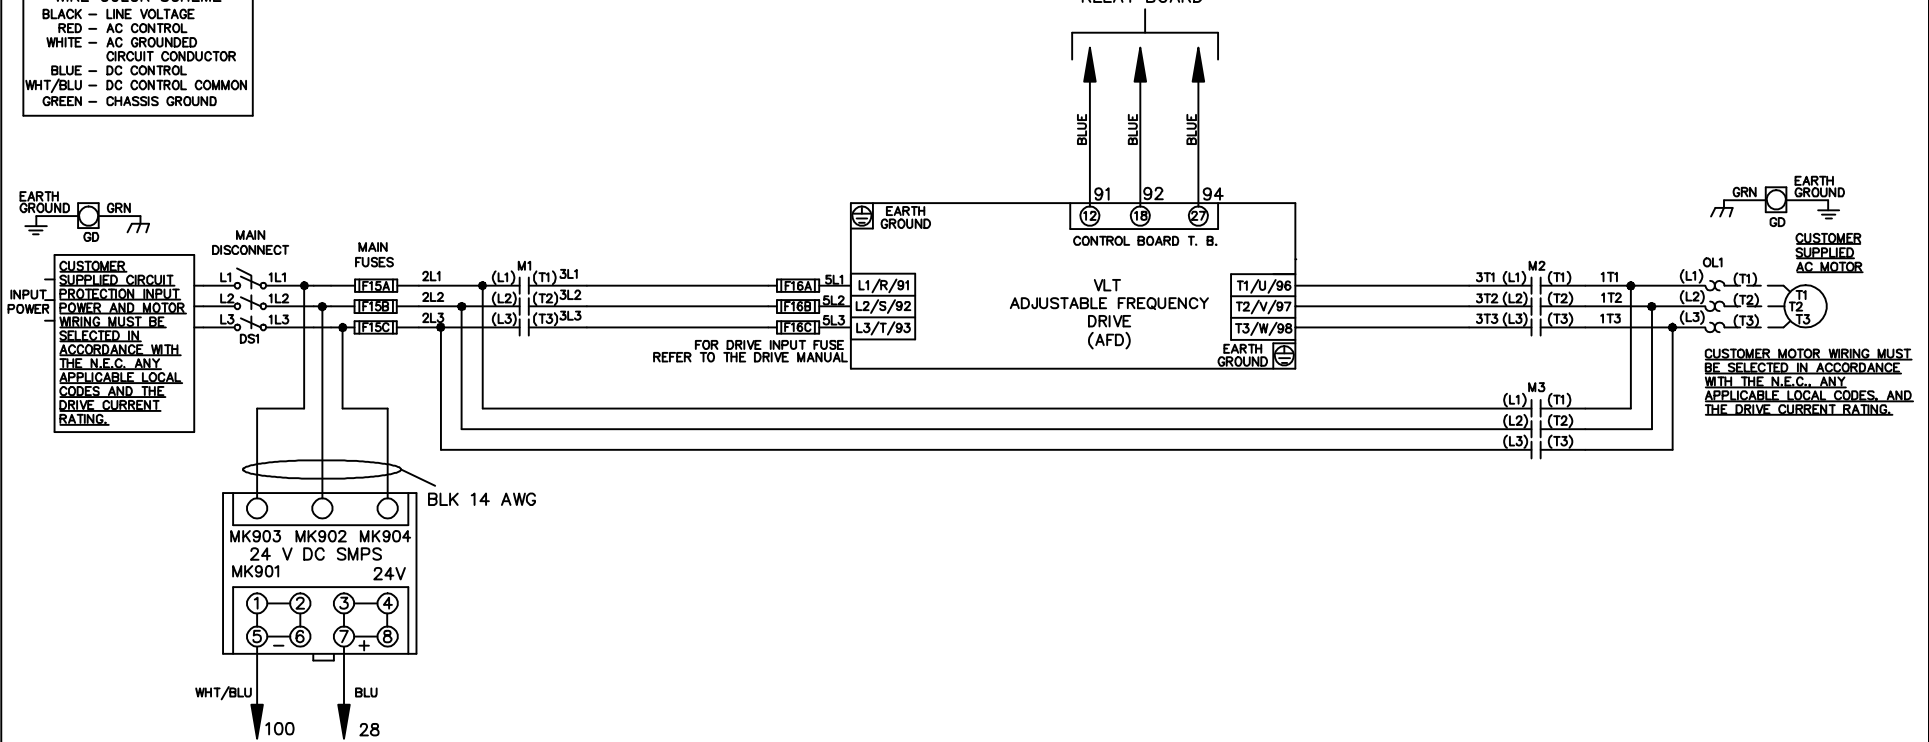 WIRE COLOR SCHEME
BLACK – LINE VOLTAGE
RED – AC CONTROL
WHITE – AC GROUNDED
CIRCUIT CONDUCTOR
BLUE – DC CONTROL
WHT/BLU – DC CONTROL COMMON
GREEN – CHASSIS GROUND
RELAY BOARD
BLUE
BLUE
BLUE
91
92
94
12
18
27
CONTROL BOARD T. B.
EARTH
GROUND
GRN
GD
INPUT
POWER
CUSTOMER
SUPPLIED CIRCUIT
PROTECTION INPUT
POWER AND MOTOR
WIRING MUST BE
SELECTED IN
ACCORDANCE WITH
THE N.E.C. ANY
APPLICABLE LOCAL
CODES AND THE
DRIVE CURRENT
RATING.
MAIN
DISCONNECT
L1 1L1
L2 1L2
L3 1L3
DS1
MAIN
FUSES
F15A
F15B
F15C
2L1
2L2
2L3
M1
(L1) (T1) 3L1
(L2) (T2) 3L2
(L3) (T3) 3L3
F16A 5L1
F16B 5L2
F16C 5L3
FOR DRIVE INPUT FUSE
REFER TO THE DRIVE MANUAL
EARTH
GROUND
L1/R/91
L2/S/92
L3/T/93
VLT
ADJUSTABLE FREQUENCY
DRIVE
(AFD)
T1/U/96
T2/V/97
T3/W/98
EARTH
GROUND
M2
3T1 (L1) (T1) 1T1
3T2 (L2) (T2) 1T2
3T3 (L3) (T3) 1T3
OL1
(L1) (T1)
(L2) (T2)
(L3) (T3)
T1
T2
T3
GRN
EARTH
GROUND
GD
CUSTOMER
SUPPLIED
AC MOTOR
CUSTOMER MOTOR WIRING MUST
BE SELECTED IN ACCORDANCE
WITH THE N.E.C., ANY
APPLICABLE LOCAL CODES, AND
THE DRIVE CURRENT RATING.
M3
(L1) (T1)
(L2) (T2)
(L3) (T3)
BLK 14 AWG
MK903 MK902 MK904
24 V DC SMPS
MK901
24V
1 2 3 4
5 – 6 7 + 8
WHT/BLU
BLU
100
28